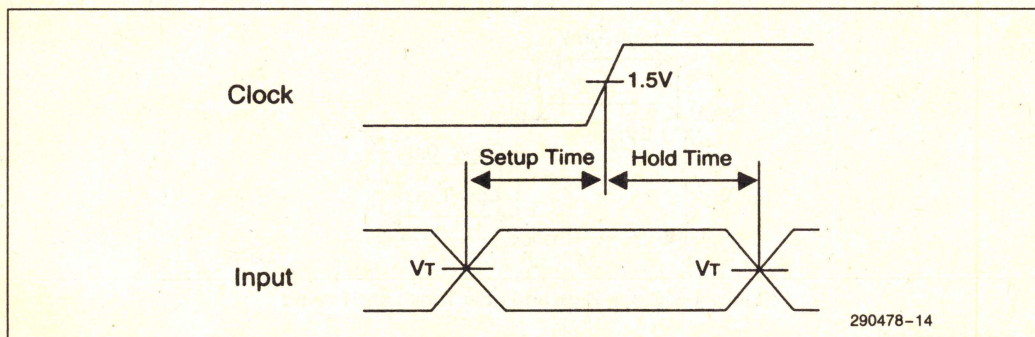 1.5V
Clock
Setup Time Hold Time
VT VT
Input
290478-14